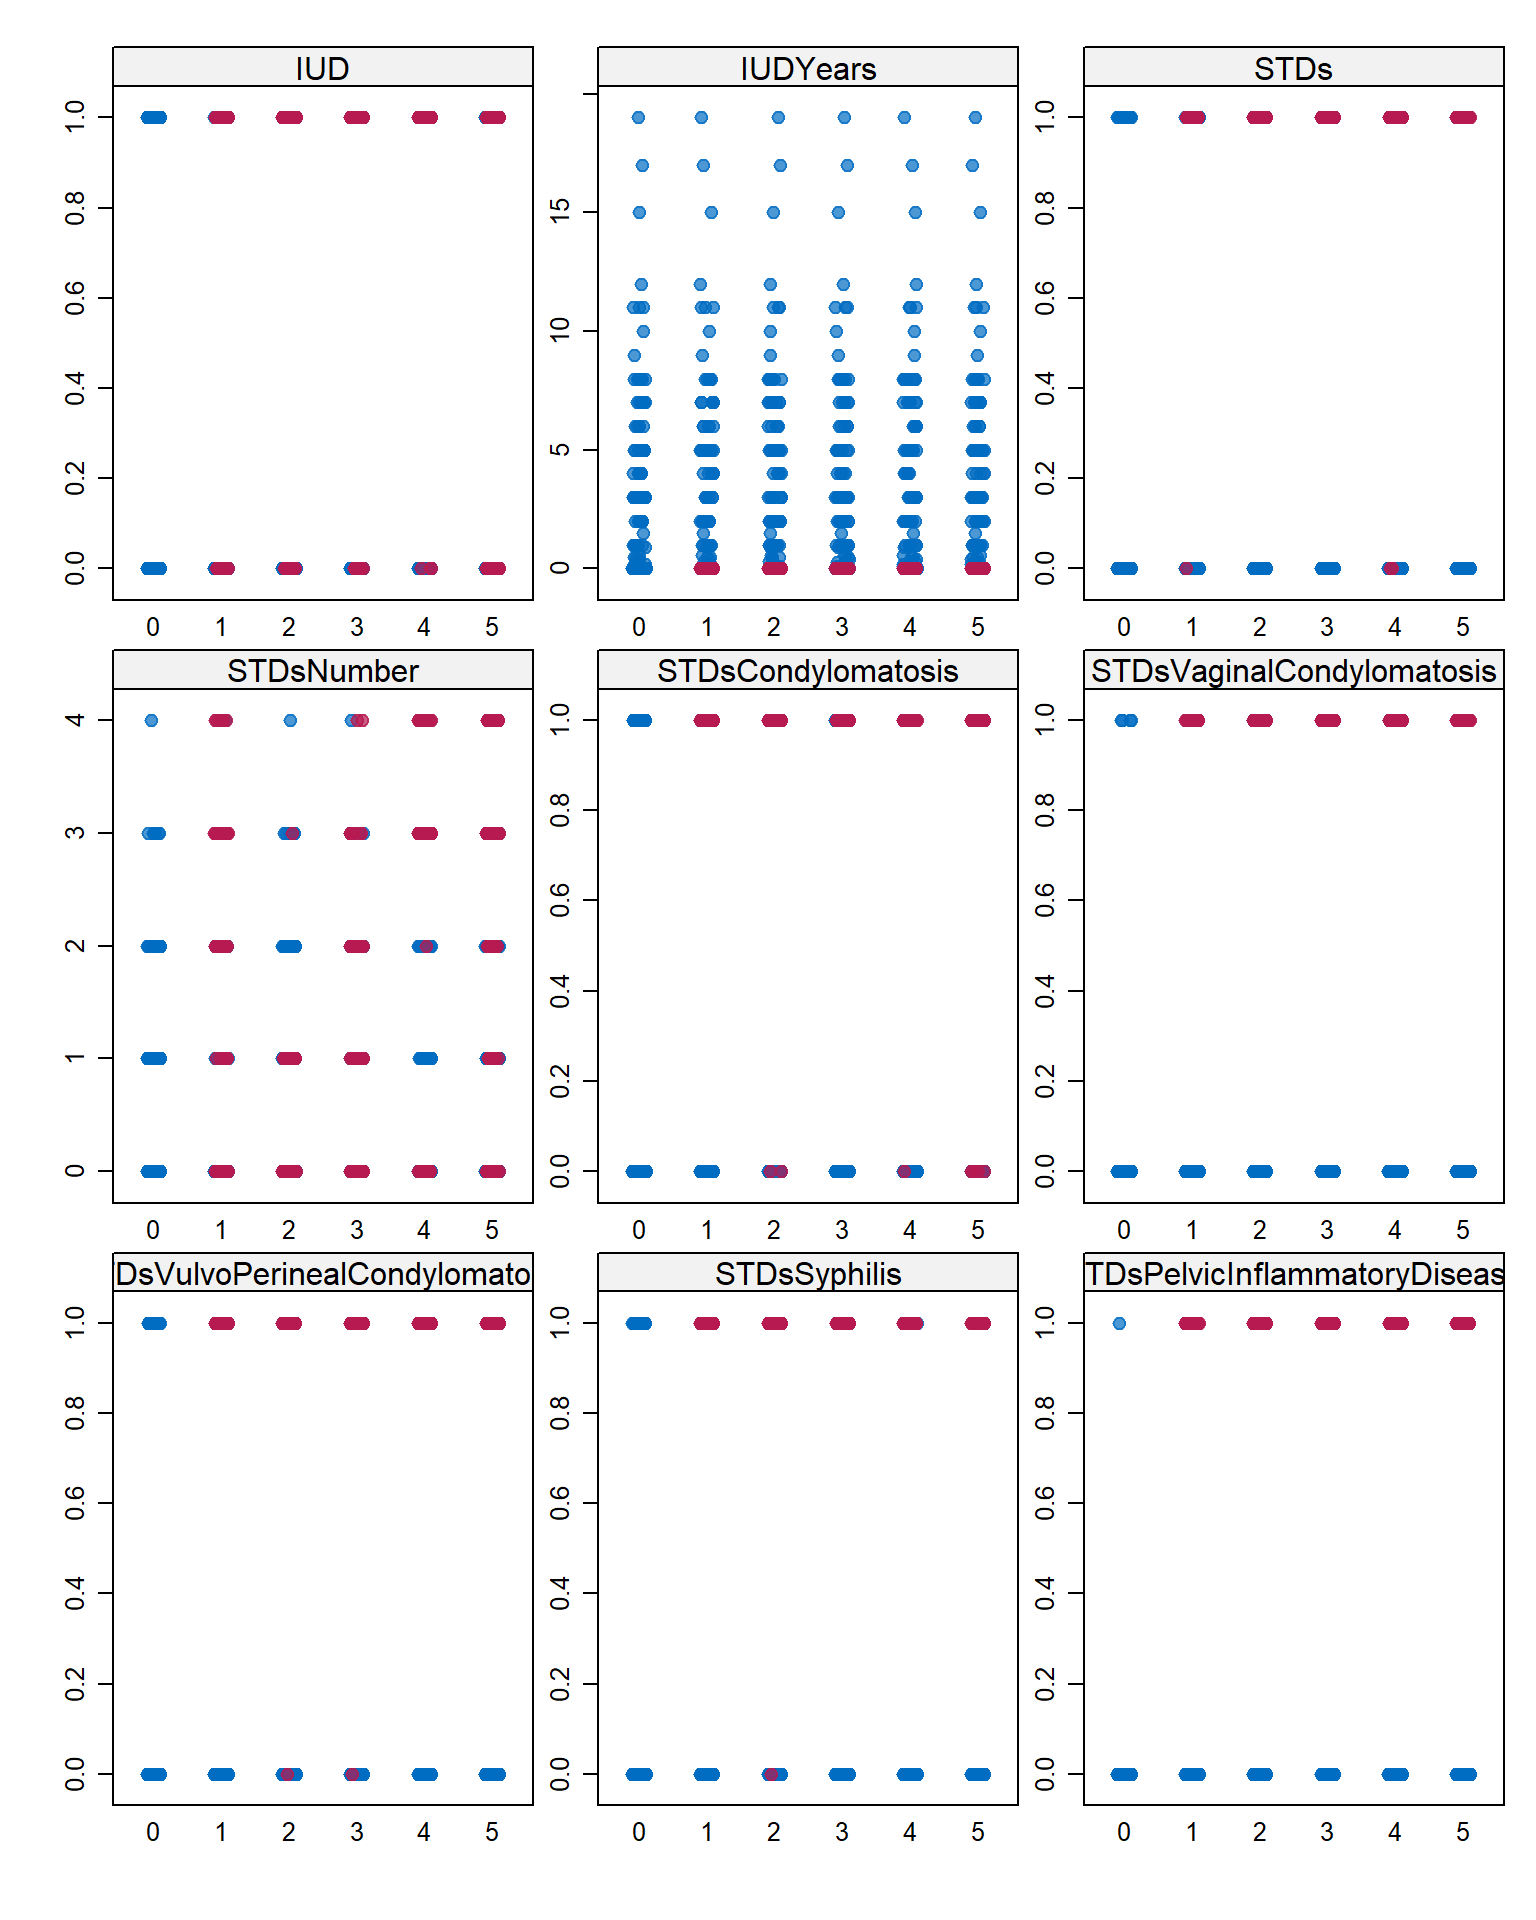 IUD IUDYears STDs
1.0 0.8 0.6 0.4 0.2 0.0
15 10 5 0
1.0 0.8 0.6 0.4 0.2 0.0
0 1 2 3 4 5 0 1 2 3 4 5 0 1 2 3 4 5
STDsNumber STDsCondylomatosis STDsVaginalCondylomatosis
4 3 2 1 0
1.0 0.8 0.6 0.4 0.2 0.0
1.0 0.8 0.6 0.4 0.2 0.0
0 1 2 3 4 5 0 1 2 3 4 5 0 1 2 3 4 5
DsVulvoPerinealCondylomato STDsSyphilis TDsPelvicInflammatoryDiseas
1.0 0.8 0.6 0.4 0.2 0.0
1.0 0.8 0.6 0.4 0.2 0.0
1.0 0.8 0.6 0.4 0.2 0.0
0 1 2 3 4 5 0 1 2 3 4 5 0 1 2 3 4 5